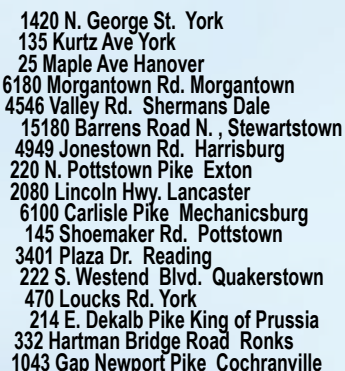 1420 N. George St. York
135 Kurtz Ave York
25 Maple Ave Hanover
6180 Morgantown Rd. Morgantown
4546 Valley Rd. Shermans Dale
15180 Barrens Road N. , Stewartstown
4949 Jonestown Rd. Harrisburg
220 N. Pottstown Pike Exton
2080 Lincoln Hwy. Lancaster
6100 Carlisle Pike Mechanicsburg
145 Shoemaker Rd. Pottstown
3401 Plaza Dr. Reading
222 S. Westend Blvd. Quakerstown
470 Loucks Rd. York
214 E. Dekalb Pike King of Prussia
332 Hartman Bridge Road Ronks
1043 Gap Newport Pike Cochranville